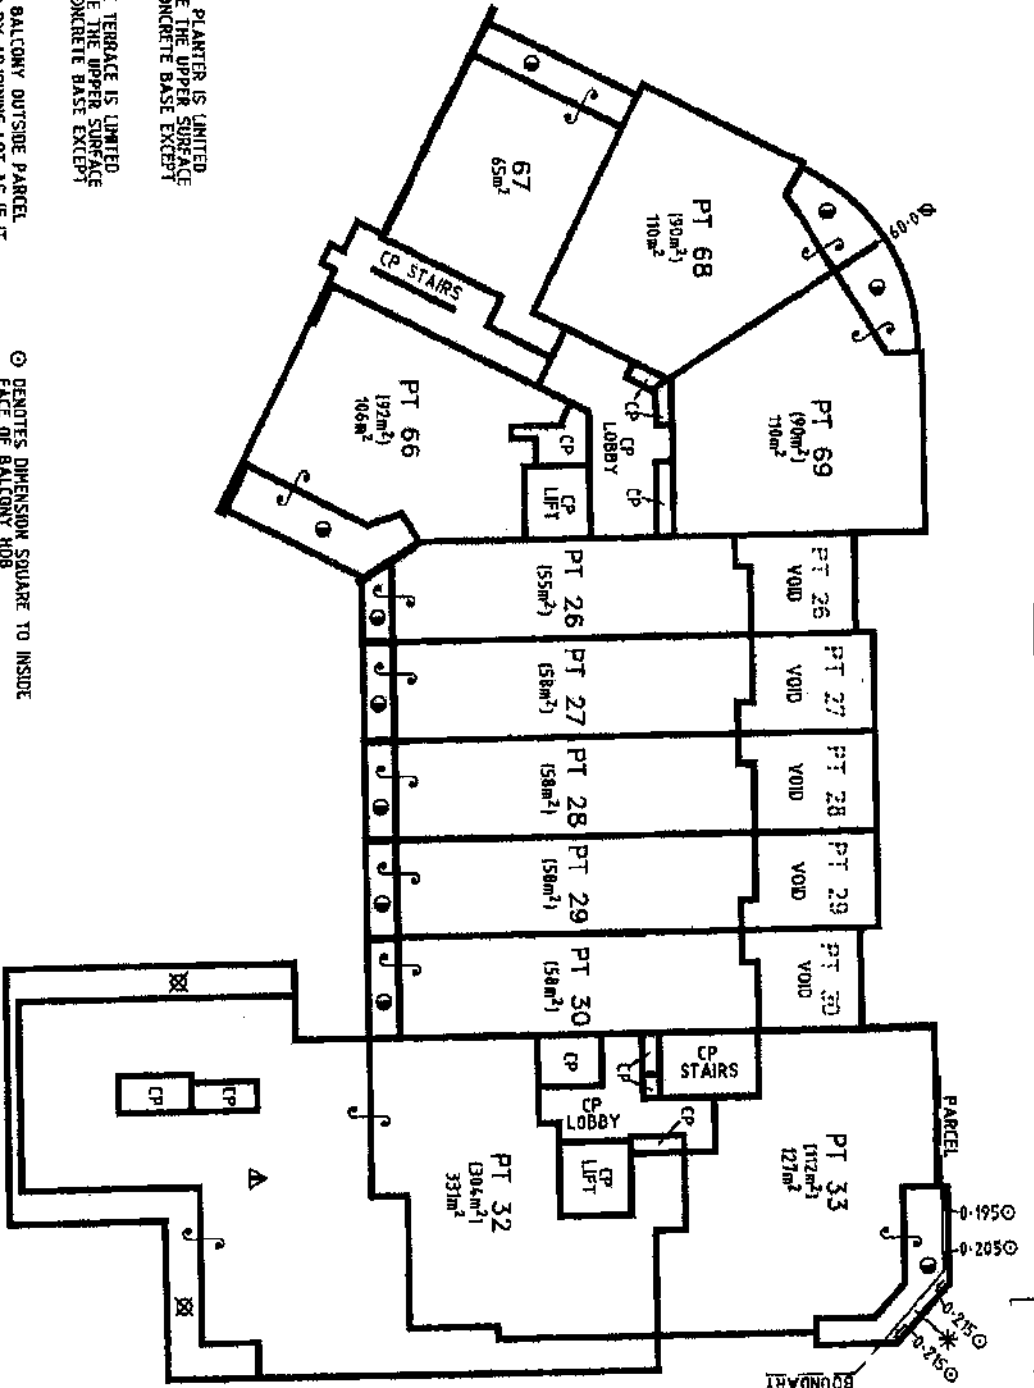 PLANTER IS LIMITED
THE UPPER SURFACE
CONCRETE BASE EXCEPT
TERRACE IS LIMITED
THE UPPER SURFACE
CONCRETE BASE EXCEPT
BALCONY OUTSIDE PARCEL
⊙ DENOTES DIMENSION SQUARE TO INSIDE
FACE OF BALCONY HOB
67
65m²
PT 68
(90m²)
110m²
60.0
PT 69
(90m²)
110m²
CP STAIRS
PT 66
(92m²)
106m²
CP
CP
CP
LOBBY
CP
CP
CP
LIFT
PT 26
(55m²)
PT 26
VOID
PT 27
(58m²)
PT 27
VOID
PT 28
(58m²)
PT 28
VOID
PT 29
(58m²)
PT 29
VOID
PT 30
(58m²)
PT 30
VOID
CP
CP
CP
STAIRS
CP
LOBBY
CP
CP
LIFT
PARCEL
PT 33
(112m²)
127m²
PT 32
(304m²)
331m²
CP
CP
0.195⊙
0.205⊙
0.215⊙
0.215⊙
BOUNDARY